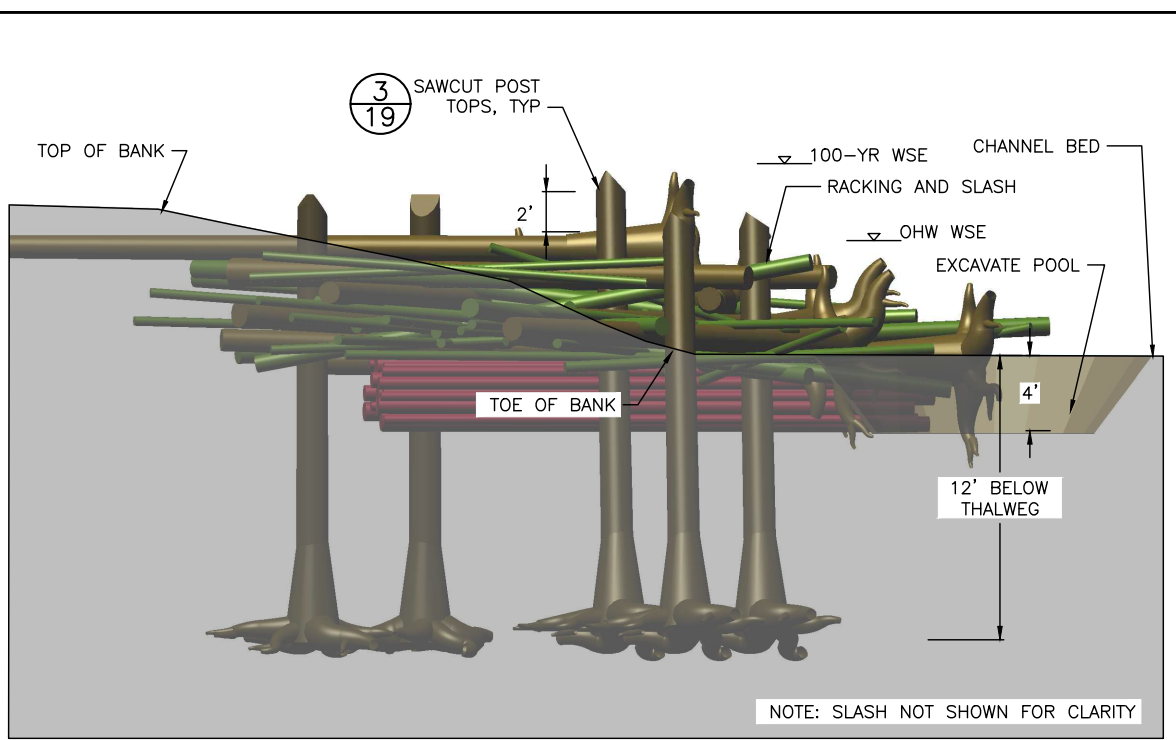 3
19
SAWCUT POST
TOPS, TYP
TOP OF BANK
100-YR WSE
CHANNEL BED
RACKING AND SLASH
2'
OHW WSE
EXCAVATE POOL
4'
TOE OF BANK
12' BELOW
THALWEG
NOTE: SLASH NOT SHOWN FOR CLARITY